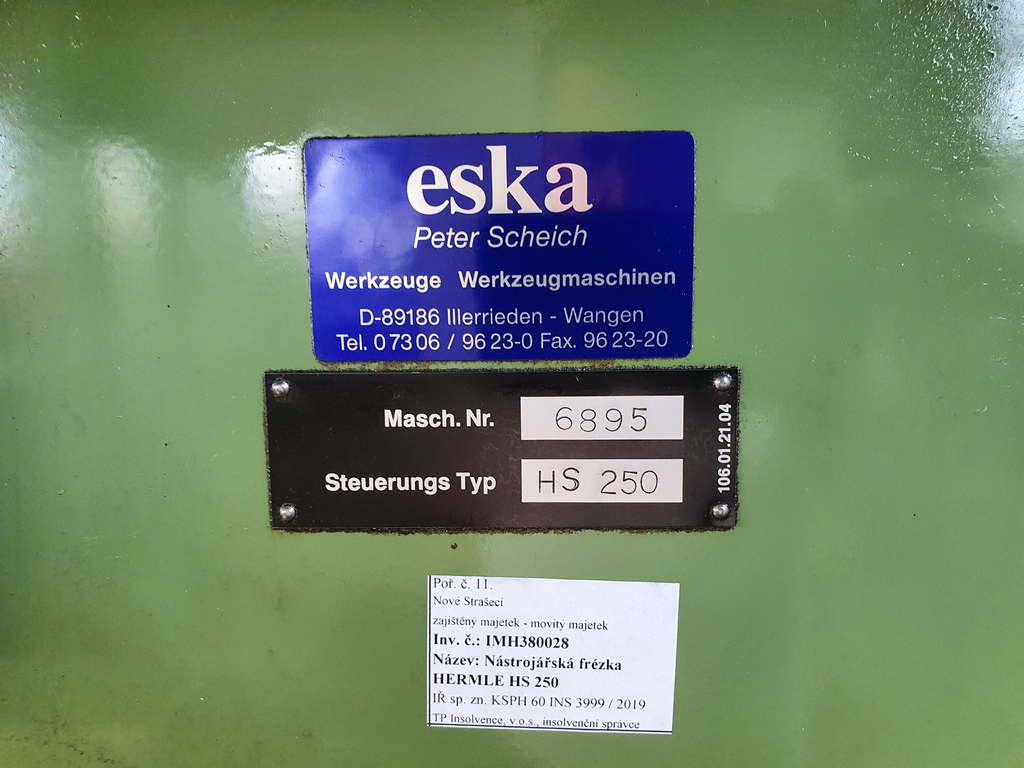 eska
Peter Scheich
Werkzeuge Werkzeugmaschinen
D-89186 Illerrieden - Wangen
Tel. 0 73 06 / 96 23-0 Fax. 96 23-20
Masch. Nr. 6895
Steuerungs Typ HS 250
106.01.21.04
Poř. č. 11.
Nové Strašecí
zajištěný majetek - movitý majetek
Inv. č.: IMH380028
Název: Nástrojářská frézka
HERMLE HS 250
IŘ sp. zn. KSPH 60 INS 3999 / 2019
TP Insolvence, v.o.s., insolvenční správce